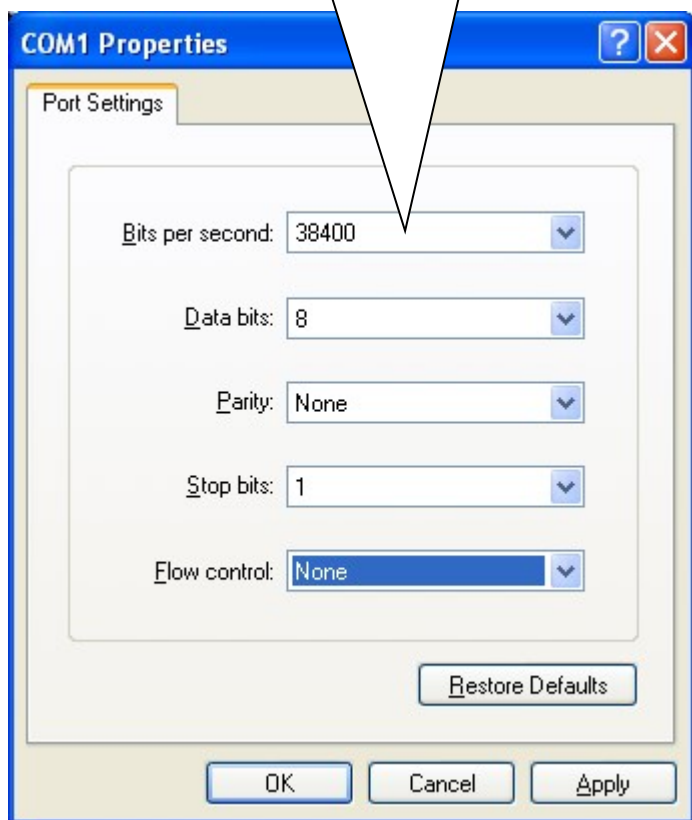 COM1 Properties
Port Settings
Bits per second: 38400
Data bits: 8
Parity: None
Stop bits: 1
Flow control: None
Restore Defaults
OK Cancel Apply